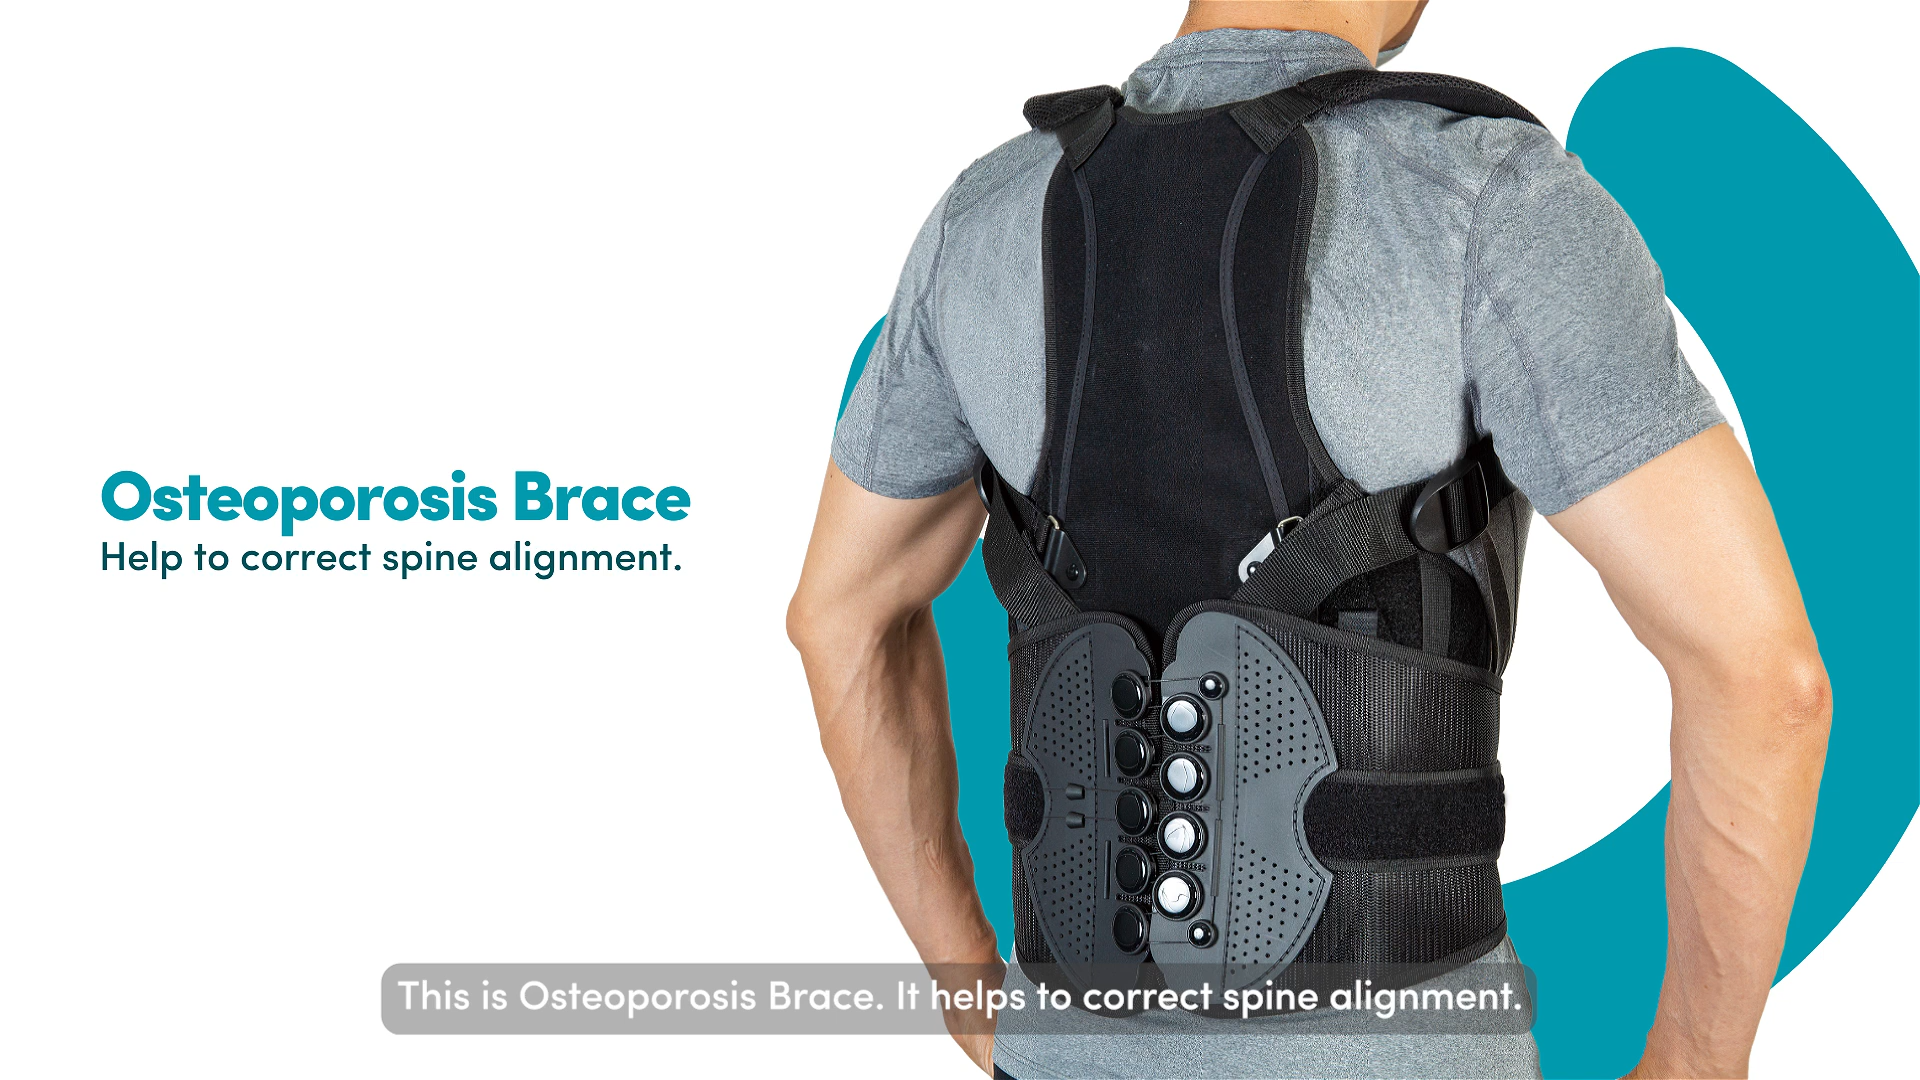 Osteoporosis Brace
Help to correct spine alignment.
This is Osteoporosis Brace. It helps to correct spine alignment.